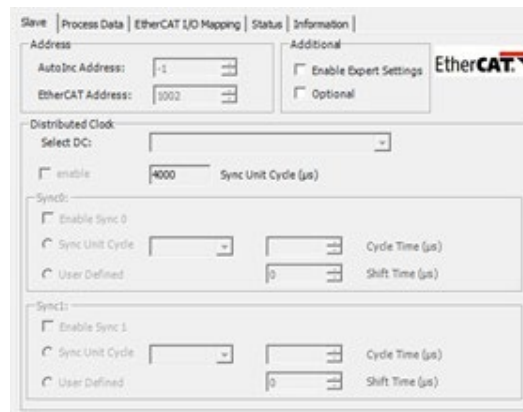 Slave Process Data EtherCAT I/O Mapping Status Information
Address
AutoInc Address: -1
EtherCAT Address: 1002
Additional
Enable Expert Settings
Optional
EtherCAT.
Distributed Clock
Select DC:
enable 4000 Sync Unit Cycle (µs)
Sync0:
Enable Sync 0
Sync Unit Cycle Cycle Time (µs)
User Defined 0 Shift Time (µs)
Sync1:
Enable Sync 1
Sync Unit Cycle Cycle Time (µs)
User Defined 0 Shift Time (µs)